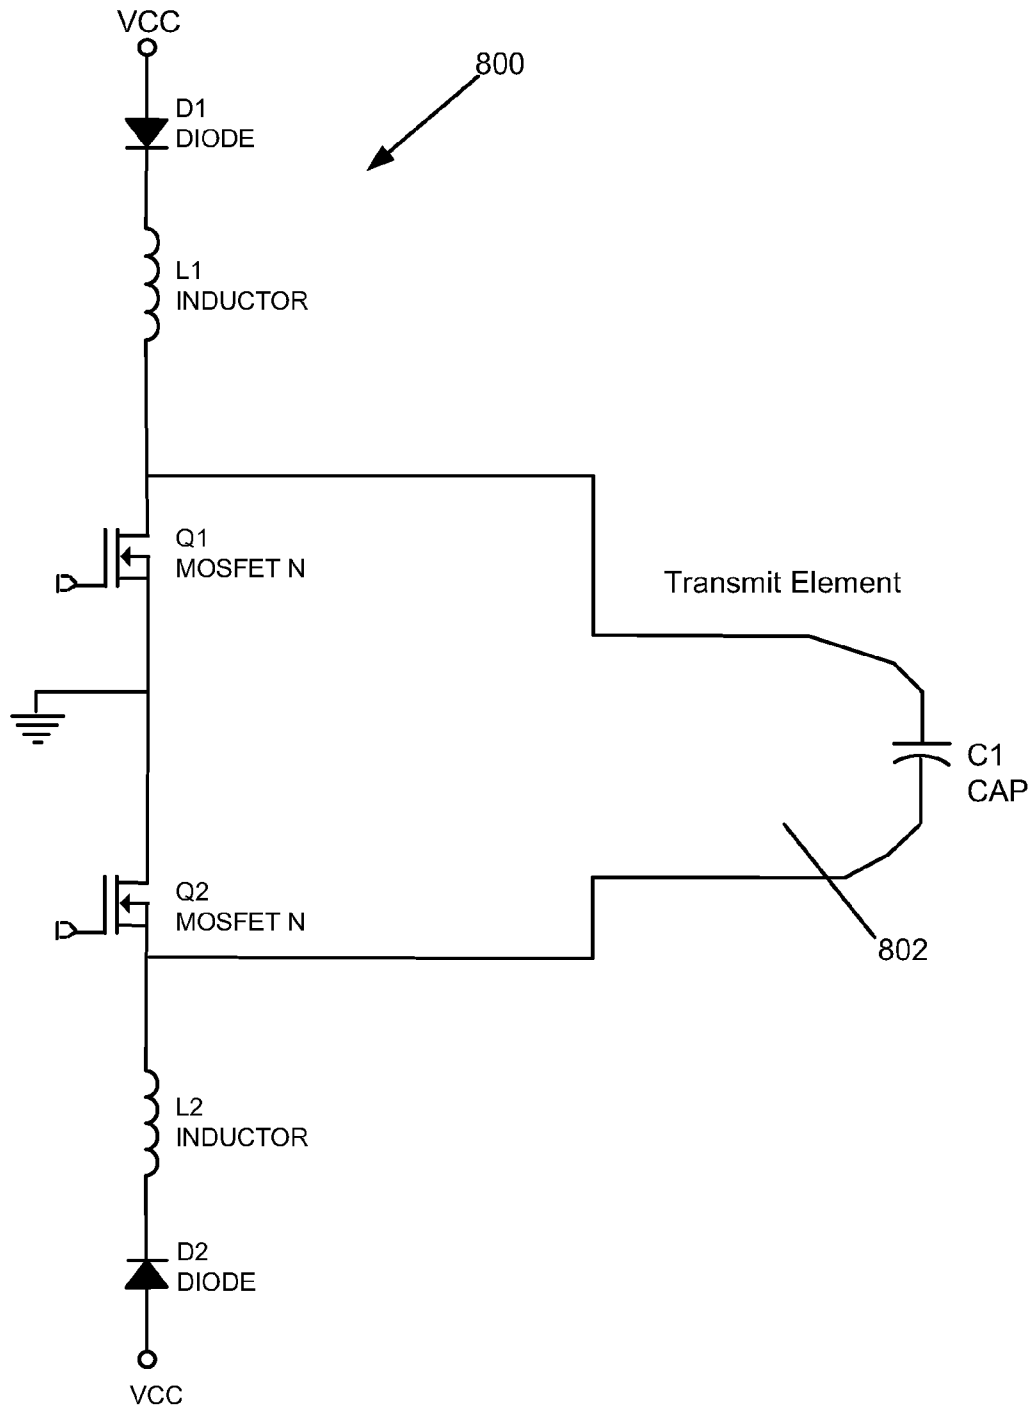 VCC
800
D1
DIODE
L1
INDUCTOR
Q1
MOSFET N
Transmit Element
C1
CAP
Q2
MOSFET N
802
L2
INDUCTOR
D2
DIODE
VCC